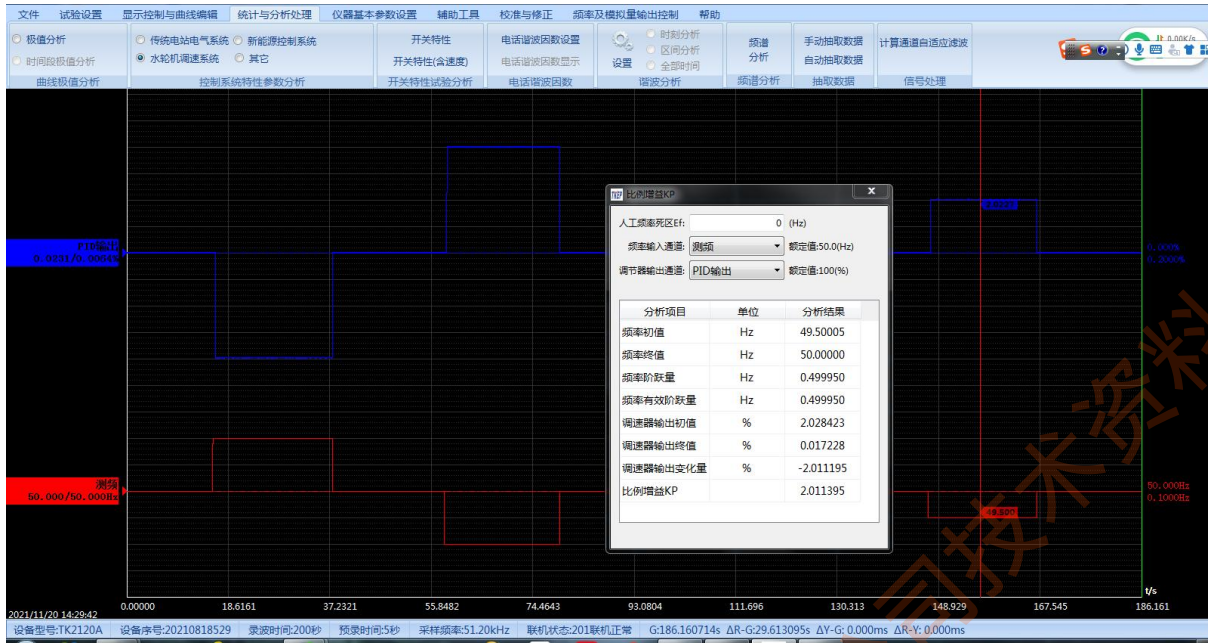 文件 试验设置 显示控制与曲线编辑 统计与分析处理 仪器基本参数设置 辅助工具 校准与修正 频率及模拟量输出控制 帮助
极值分析 传统电站电气系统 新能源控制系统 开关特性 电话谐波因数设置 设置 时刻分析 频谱分析 手动抽取数据 计算通道自适应滤波
时间段极值分析 水轮机调速系统 其它 开关特性(含速度) 电话谐波因数显示 区间分析 自动抽取数据
全部时间
曲线极值分析 控制系统特性参数分析 开关特性试验分析 电话谐波因数 谐波分析 频谱分析 抽取数据 信号处理
0.00K/s
比例增益KP
人工频率死区Ef: 0 (Hz)
频率输入通道: 测频 额定值:50.0(Hz)
调节器输出通道: PID输出 额定值:100(%)
分析项目 单位 分析结果
频率初值 Hz 49.50005
频率终值 Hz 50.00000
频率阶跃量 Hz 0.499950
频率有效阶跃量 Hz 0.499950
调速器输出初值 % 2.028423
调速器输出终值 % 0.017228
调速器输出变化量 % -2.011195
比例增益KP 2.011395
PID输出
0.0231/0.0064%
0.000%
0.2000%
测频
50.000/50.000Hz
50.000Hz
0.1000Hz
49.500
t/s
2021/11/20 14:29:42 0.00000 18.6161 37.2321 55.8482 74.4643 93.0804 111.696 130.313 148.929 167.545 186.161
设备型号:TK2120A 设备序号:20210818529 录波时间:200秒 预录时间:5秒 采样频率:51.20kHz 联机状态:201联机正常 G:186.160714s ΔR-G:29.613095s ΔY-G: 0.000ms ΔR-Y: 0.000ms
司技术资料